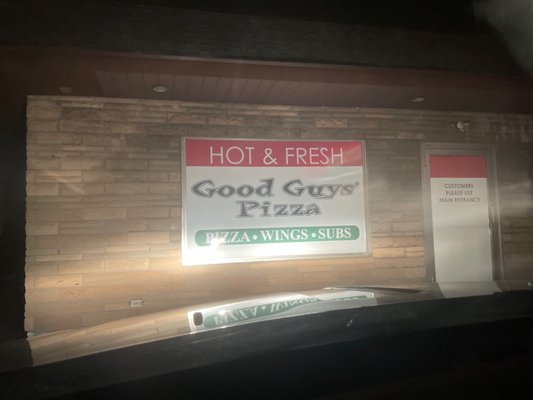 HOT & FRESH
Good Guys'
Pizza
PIZZA • WINGS • SUBS
CUSTOMERS
PLEASE USE
MAIN ENTRANCE